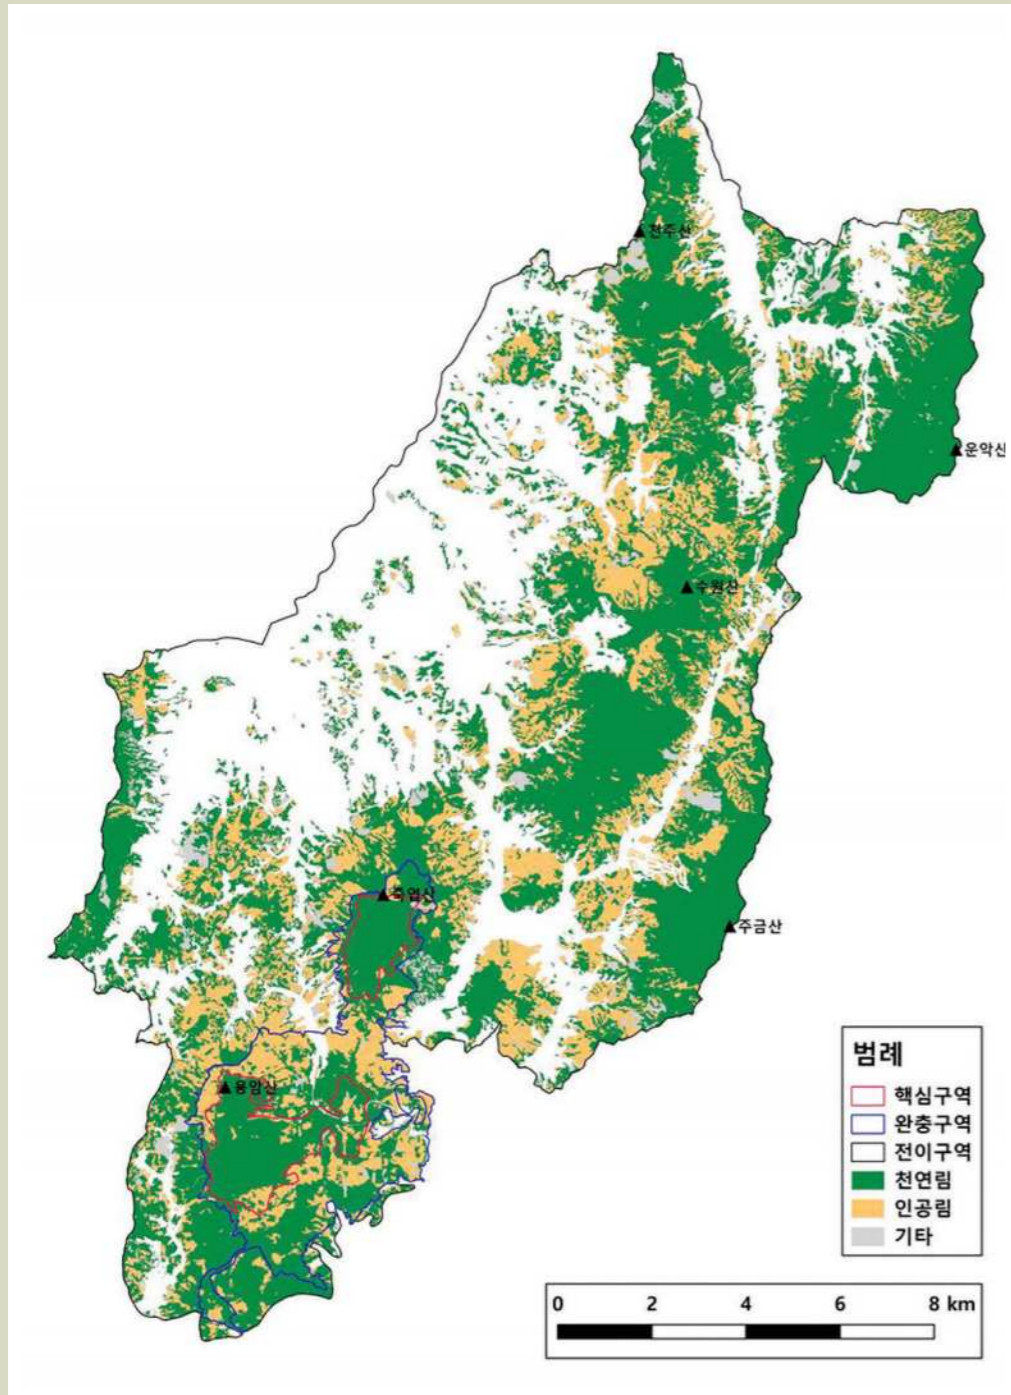 ▲천주산
▲운악산
▲수원산
▲죽엽산
▲주금산
▲용암산
범례
핵심구역
완충구역
전이구역
천연림
인공림
기타
0 2 4 6 8 km